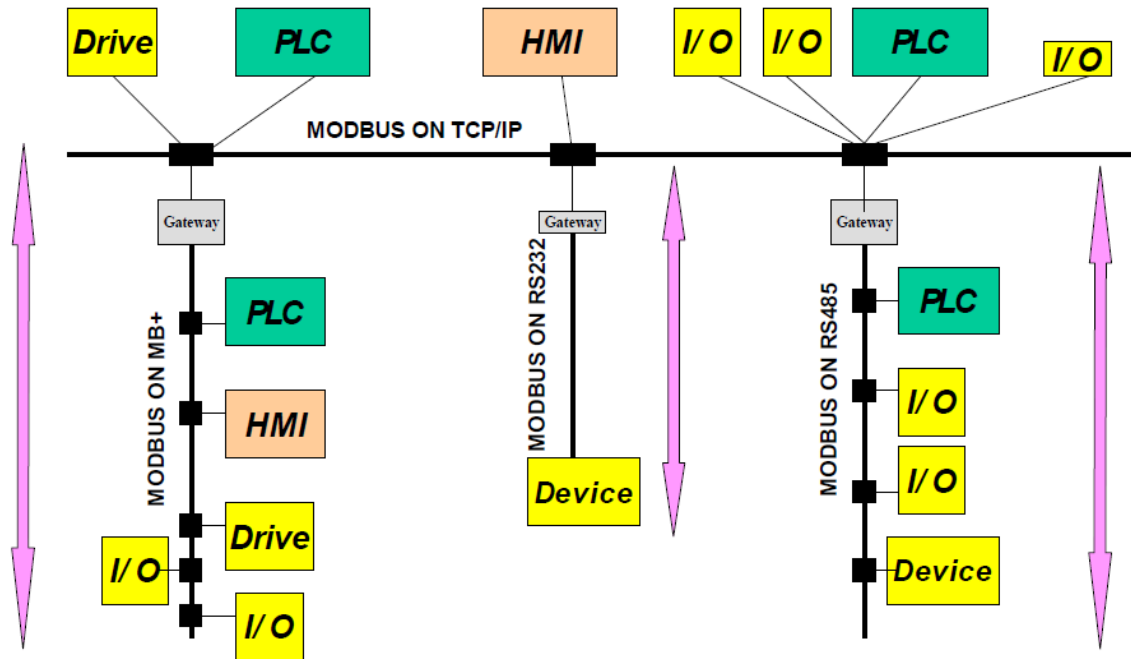 Drive
PLC
HMI
I/O
I/O
PLC
I/O
MODBUS ON TCP/IP
Gateway
Gateway
Gateway
MODBUS ON MB+
PLC
HMI
Drive
I/O
I/O
MODBUS ON RS232
Device
MODBUS ON RS485
PLC
I/O
I/O
Device